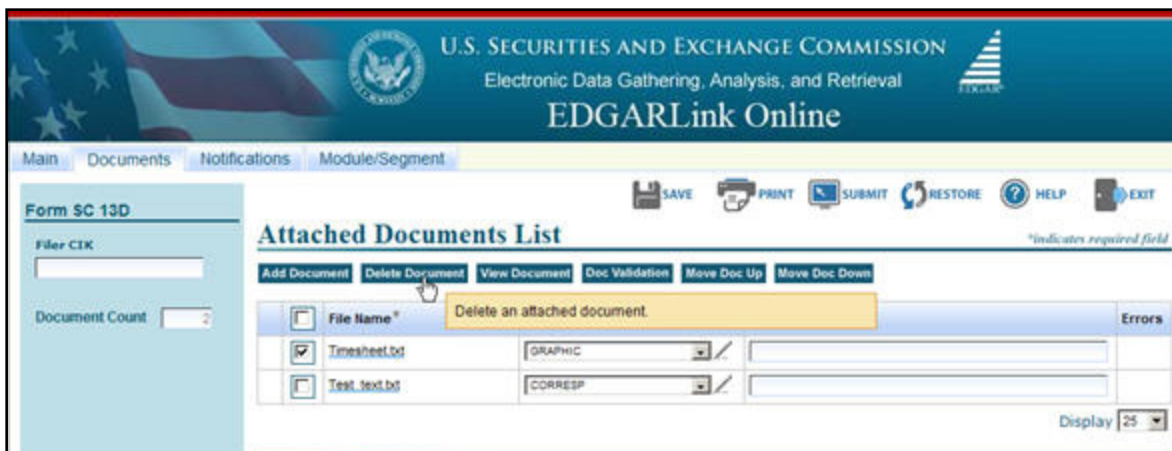 U.S. SECURITIES AND EXCHANGE COMMISSION
Electronic Data Gathering, Analysis, and Retrieval
EDGAR
EDGARLink Online
Main Documents Notifications Module/Segment
SAVE PRINT SUBMIT RESTORE ? HELP EXIT
Form SC 13D
Attached Documents List
*indicates required field
Filer CIK
Add Document Delete Document View Document Doc Validation Move Doc Up Move Doc Down
Delete an attached document.
Document Count 2
File Name* Errors
Timesheet.txt GRAPHIC
Test_text.txt CORRESP
Display 25